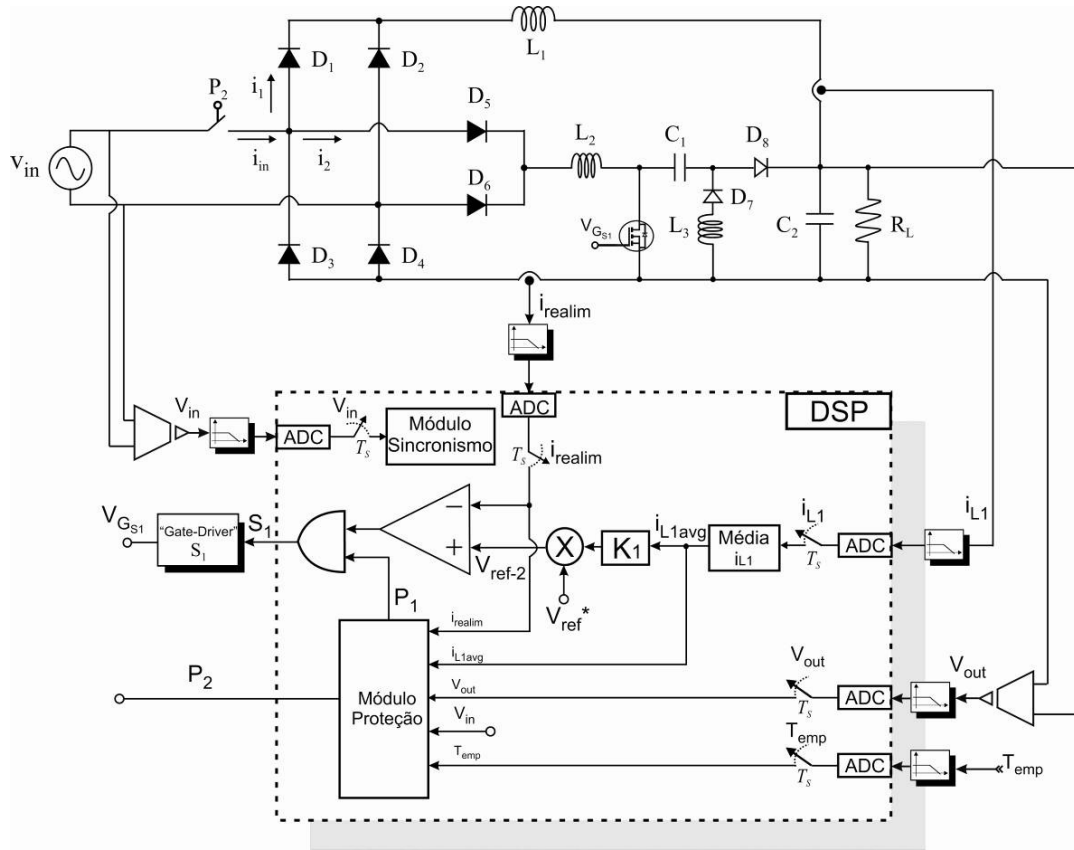 L1
D1
D2
P2
i1
D5
L2
C1
D8
Vin
iin
i2
D6
D7
VGS1
L3
C2
RL
D3
D4
irealim
DSP
ADC
Vin
Vin
ADC
TS
Módulo
Sincronismo
TS
irealim
VGS1
"Gate-Driver"
S1
S1
−
+
Vref-2
X
Vref*
K1
iL1avg
Média
iL1
iL1
TS
ADC
iL1
P1
irealim
iL1avg
P2
Módulo
Proteção
Vout
Vin
Temp
Vout
TS
ADC
Vout
Temp
TS
ADC
Temp